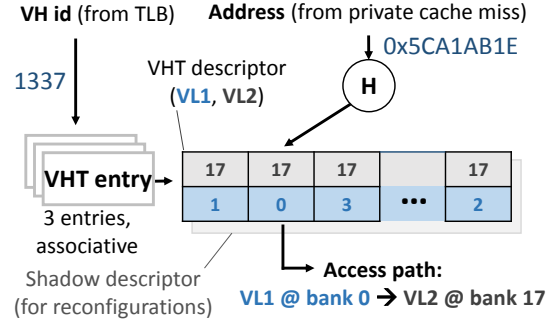 VH id (from TLB)
Address (from private cache miss)
1337
0x5CA1AB1E
VHT descriptor
(VL1, VL2)
H
VHT entry
17 17 17 17
1 0 3 ••• 2
3 entries,
associative
Shadow descriptor
(for reconfigurations)
Access path:
VL1 @ bank 0 → VL2 @ bank 17